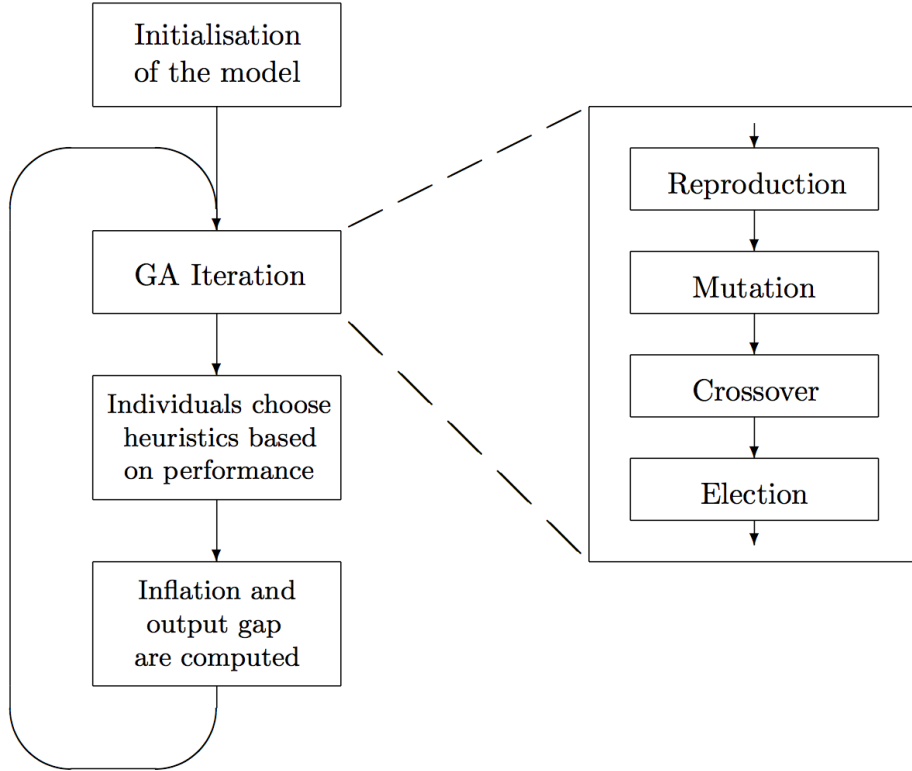 Initialisation
of the model
GA Iteration
Individuals choose
heuristics based
on performance
Inflation and
output gap
are computed
Reproduction
Mutation
Crossover
Election